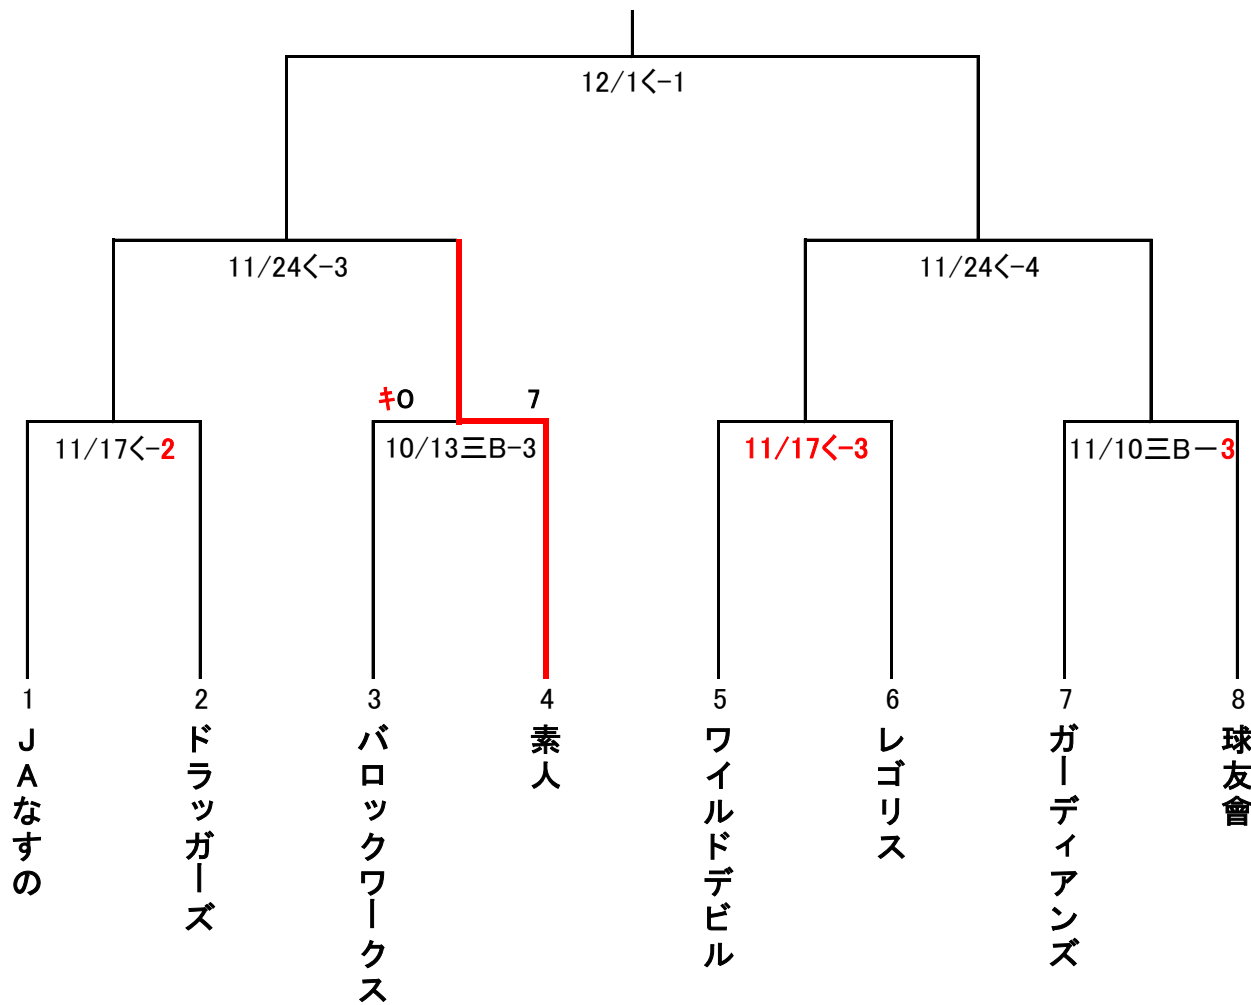 12/1く-1
11/24く-3
11/24く-4
キ0
7
11/17く-2
10/13三B-3
11/17く-3
11/10三B－3
1
2
3
4
5
6
7
8
JAなすの
ドラッガーズ
バロックワークス
素人
ワイルドデビル
レゴリス
ガーディアンズ
球友會